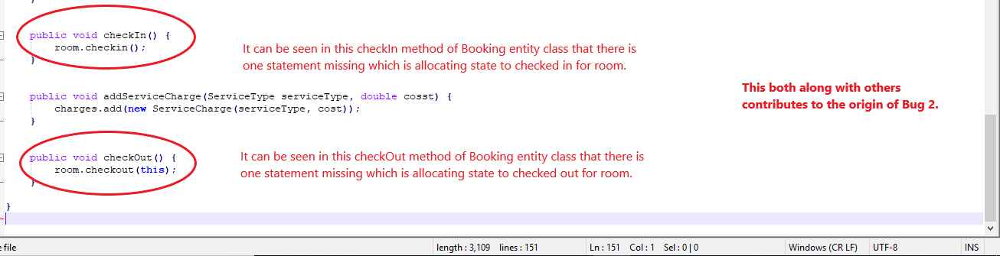 }
public void checkIn() {
room.checkin();
}
It can be seen in this checkIn method of Booking entity class that there is
one statement missing which is allocating state to checked in for room.
This both along with others
contributes to the origin of Bug 2.
public void addServiceCharge(ServiceType serviceType, double cosst) {
charges.add(new ServiceCharge(serviceType, cost));
}
public void checkOut() {
room.checkout(this);
}
It can be seen in this checkOut method of Booking entity class that there is
one statement missing which is allocating state to checked out for room.
}
file length : 3,109 lines : 151 Ln : 151 Col : 1 Sel : 0 | 0 Windows (CR LF) UTF-8 INS